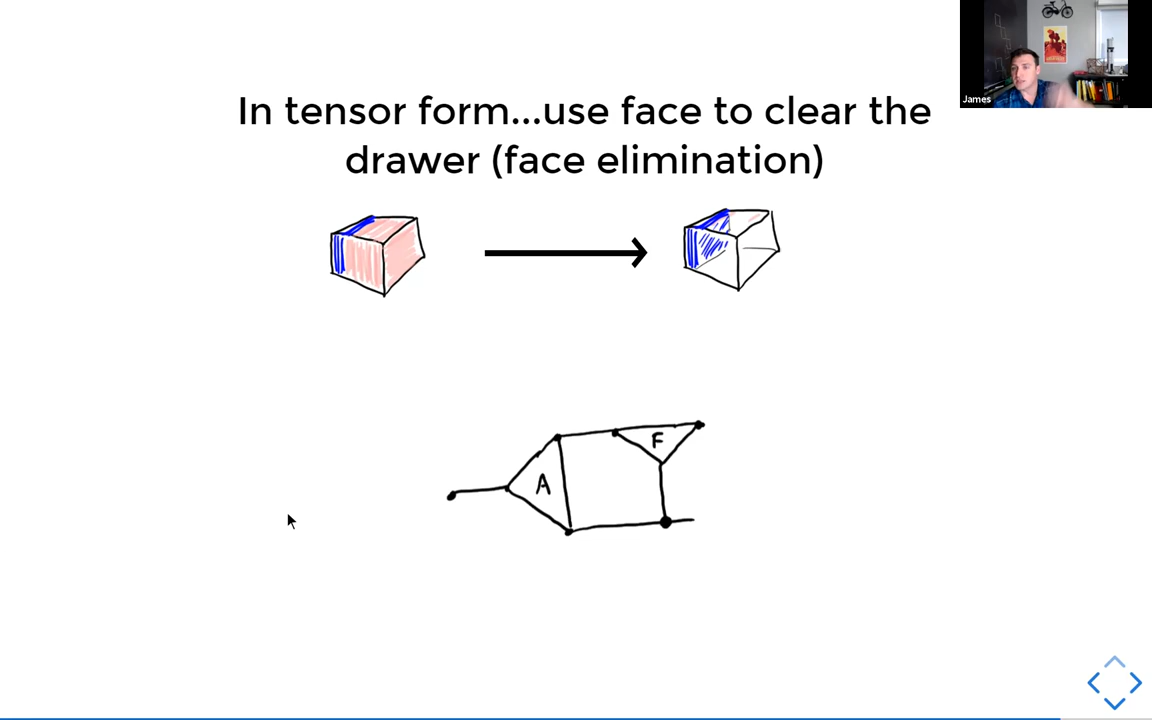 In tensor form...use face to clear the
drawer (face elimination)
James
F
A